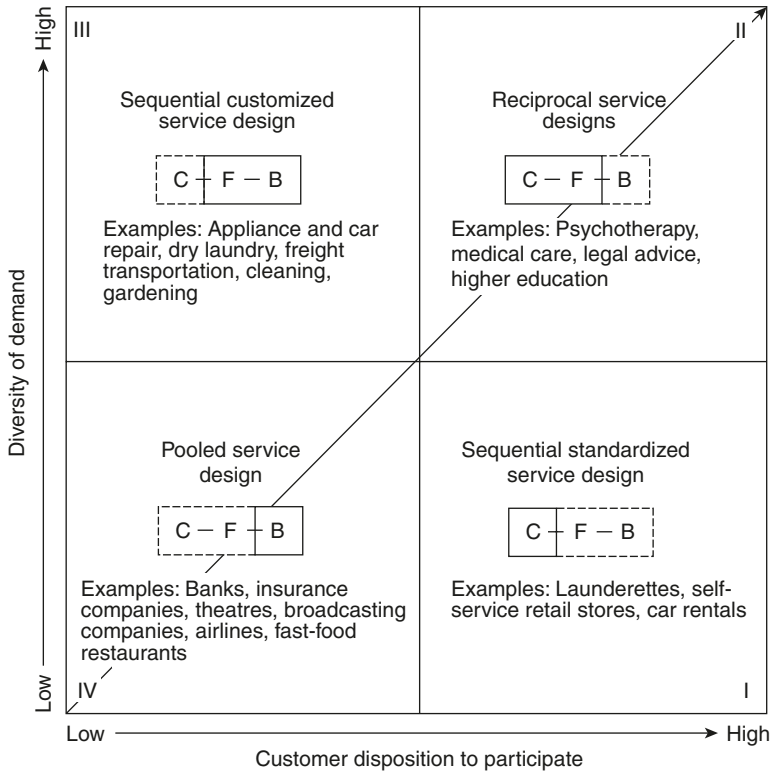 High
III
Sequential customized
service design
C – F – B
Examples: Appliance and car
repair, dry laundry, freight
transportation, cleaning,
gardening
II
Reciprocal service
designs
C – F – B
Examples: Psychotherapy,
medical care, legal advice,
higher education
Diversity of demand
Pooled service
design
C – F – B
Examples: Banks, insurance
companies, theatres, broadcasting
companies, airlines, fast-food
restaurants
IV
Sequential standardized
service design
C – F – B
Examples: Launderettes, self-
service retail stores, car rentals
I
Low
Low
High
Customer disposition to participate